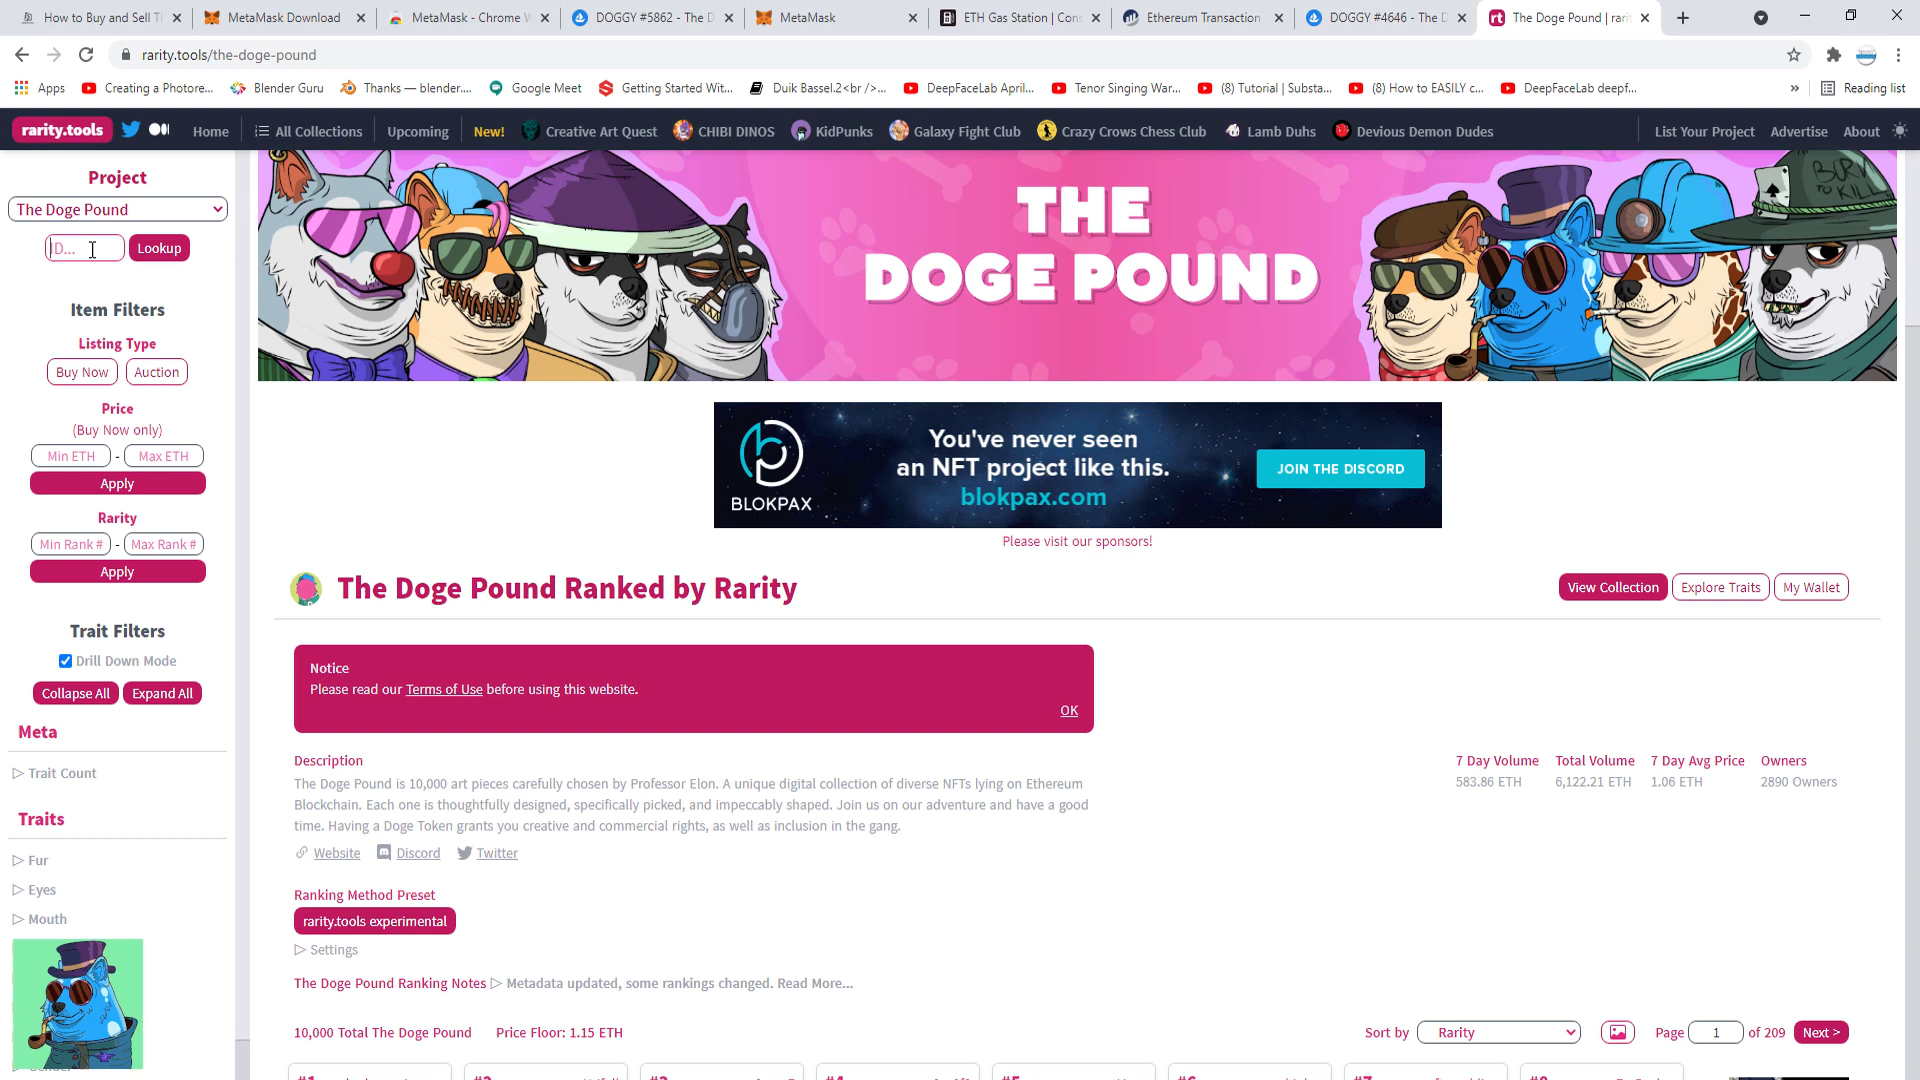 How to Buy and Sell T
MetaMask Download
MetaMask - Chrome W
DOGGY #5862 - The D
MetaMask
ETH Gas Station | Cons
Ethereum Transaction
DOGGY #4646 - The D
The Doge Pound | rari
rarity.tools/the-doge-pound
Apps
Creating a Photore...
Blender Guru
Thanks — blender....
Google Meet
Getting Started Wit...
Duik Bassel.2<br />...
DeepFaceLab April...
Tenor Singing War...
(8) Tutorial | Substa...
(8) How to EASILY c...
DeepFaceLab deepf...
»
Reading list
rarity.tools
Home
All Collections
Upcoming
New!
Creative Art Quest
CHIBI DINOS
KidPunks
Galaxy Fight Club
Crazy Crows Chess Club
Lamb Duhs
Devious Demon Dudes
List Your Project
Advertise
About
Project
The Doge Pound
ID...
Lookup
Item Filters
Listing Type
Buy Now
Auction
Price
(Buy Now only)
Min ETH - Max ETH
Apply
Rarity
Min Rank # - Max Rank #
Apply
Trait Filters
Drill Down Mode
Collapse All
Expand All
Meta
Trait Count
Traits
Fur
Eyes
Mouth
THE
DOGE POUND
BORN
TO KILL
BLOKPAX
You've never seen
an NFT project like this.
blokpax.com
JOIN THE DISCORD
Please visit our sponsors!
The Doge Pound Ranked by Rarity
View Collection
Explore Traits
My Wallet
Notice
Please read our Terms of Use before using this website.
OK
Description
The Doge Pound is 10,000 art pieces carefully chosen by Professor Elon. A unique digital collection of diverse NFTs lying on Ethereum
Blockchain. Each one is thoughtfully designed, specifically picked, and impeccably shaped. Join us on our adventure and have a good
time. Having a Doge Token grants you creative and commercial rights, as well as inclusion in the gang.
Website
Discord
Twitter
7 Day Volume
583.86 ETH
Total Volume
6,122.21 ETH
7 Day Avg Price
1.06 ETH
Owners
2890 Owners
Ranking Method Preset
rarity.tools experimental
Settings
The Doge Pound Ranking Notes
Metadata updated, some rankings changed. Read More...
10,000 Total The Doge Pound
Price Floor: 1.15 ETH
Sort by
Rarity
Page 1 of 209
Next >
#1
#2
#3
#4
#5
#6
#7
#8